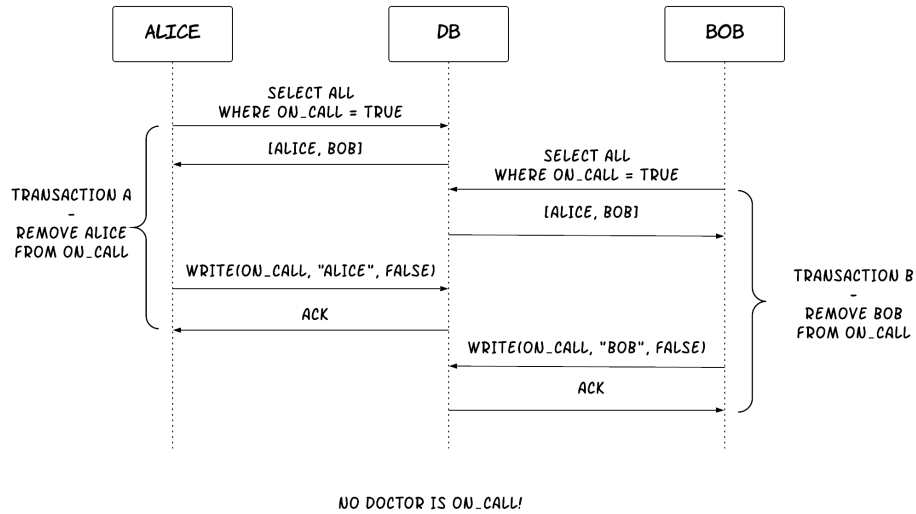 ALICE
DB
BOB
SELECT ALL
WHERE ON_CALL = TRUE
[ALICE, BOB]
SELECT ALL
WHERE ON_CALL = TRUE
[ALICE, BOB]
TRANSACTION A
-
REMOVE ALICE
FROM ON_CALL
WRITE(ON_CALL, "ALICE", FALSE)
ACK
TRANSACTION B
-
REMOVE BOB
FROM ON_CALL
WRITE(ON_CALL, "BOB", FALSE)
ACK
NO DOCTOR IS ON_CALL!